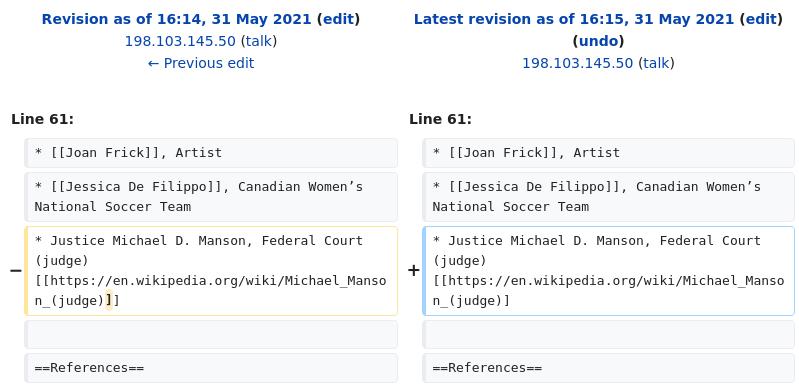 Revision as of 16:14, 31 May 2021 (edit)
198.103.145.50 (talk)
← Previous edit
Latest revision as of 16:15, 31 May 2021 (edit)
(undo)
198.103.145.50 (talk)
Line 61:
Line 61:
* [[Joan Frick]], Artist
* [[Joan Frick]], Artist
* [[Jessica De Filippo]], Canadian Women’s
National Soccer Team
* [[Jessica De Filippo]], Canadian Women’s
National Soccer Team
−
* Justice Michael D. Manson, Federal Court
(judge)
[[https://en.wikipedia.org/wiki/Michael_Manso
n_(judge)]]
+
* Justice Michael D. Manson, Federal Court
(judge)
[[https://en.wikipedia.org/wiki/Michael_Manso
n_(judge)]
==References==
==References==